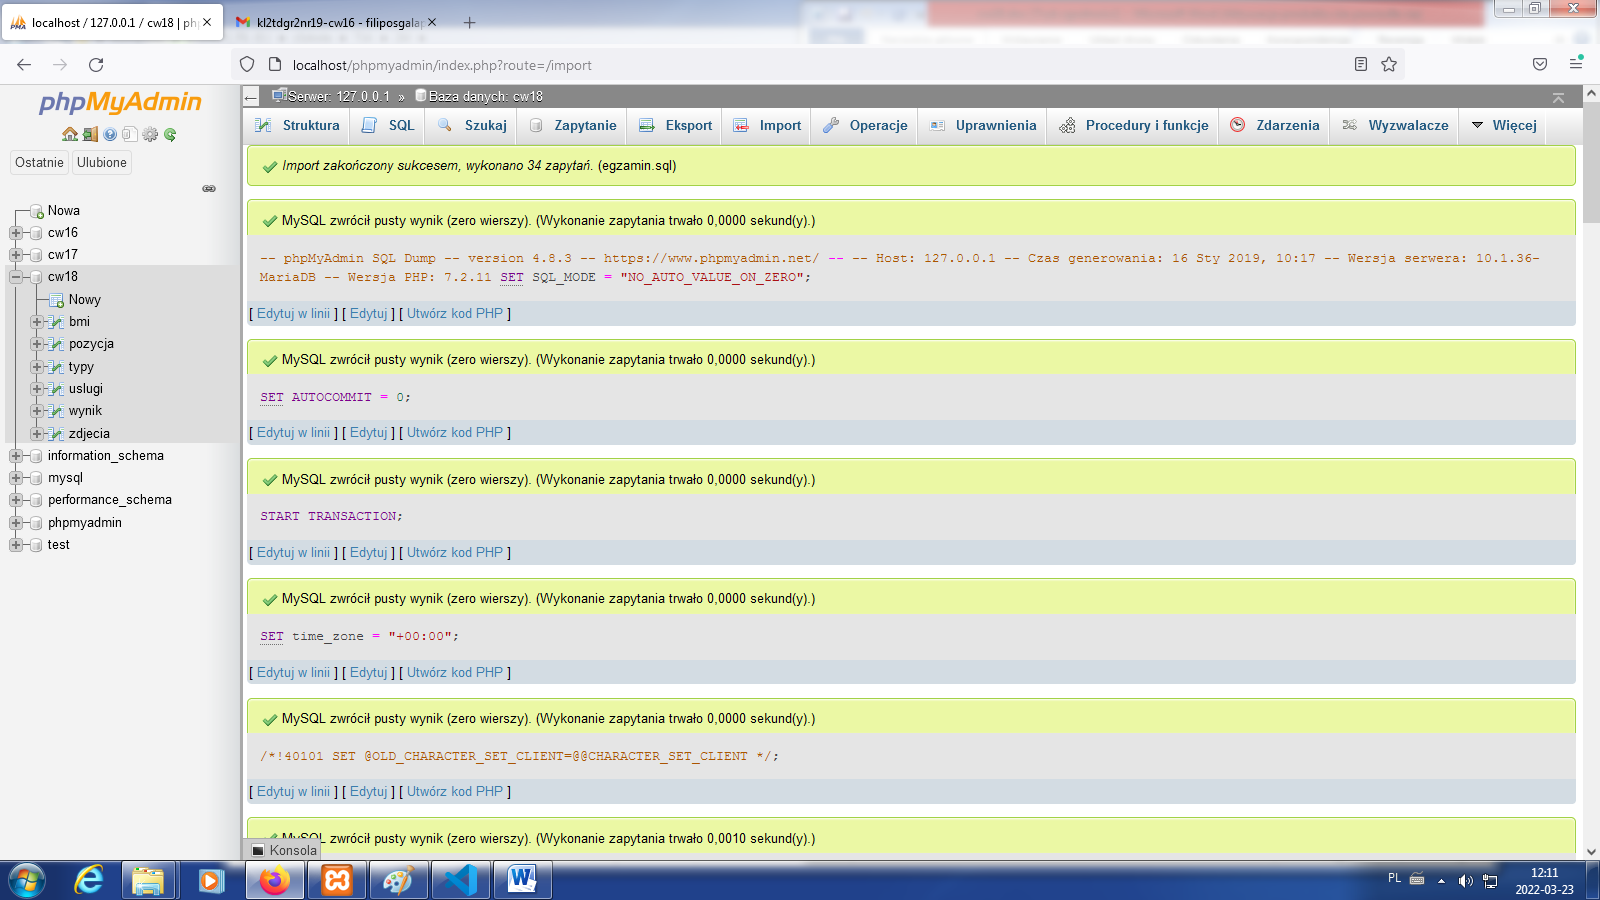 localhost / 127.0.0.1 / cw18 | ph
kl2tdgr2nr19-cw16 - filiposgala
localhost/phpmyadmin/index.php?route=/import
phpMyAdmin
Ostatnie
Ulubione
Nowa
cw16
cw17
cw18
Nowy
bmi
pozycja
typy
uslugi
wynik
zdjecia
information_schema
mysql
performance_schema
phpmyadmin
test
Serwer: 127.0.0.1 » Baza danych: cw18
Struktura SQL Szukaj Zapytanie Eksport Import Operacje Uprawnienia Procedury i funkcje Zdarzenia Wyzwalacze Więcej
Import zakończony sukcesem, wykonano 34 zapytań. (egzamin.sql)
MySQL zwrócił pusty wynik (zero wierszy). (Wykonanie zapytania trwało 0,0000 sekund(y).)
-- phpMyAdmin SQL Dump -- version 4.8.3 -- https://www.phpmyadmin.net/ -- -- Host: 127.0.0.1 -- Czas generowania: 16 Sty 2019, 10:17 -- Wersja serwera: 10.1.36-
MariaDB -- Wersja PHP: 7.2.11 SET SQL_MODE = "NO_AUTO_VALUE_ON_ZERO";
[ Edytuj w linii ] [ Edytuj ] [ Utwórz kod PHP ]
MySQL zwrócił pusty wynik (zero wierszy). (Wykonanie zapytania trwało 0,0000 sekund(y).)
SET AUTOCOMMIT = 0;
[ Edytuj w linii ] [ Edytuj ] [ Utwórz kod PHP ]
MySQL zwrócił pusty wynik (zero wierszy). (Wykonanie zapytania trwało 0,0000 sekund(y).)
START TRANSACTION;
[ Edytuj w linii ] [ Edytuj ] [ Utwórz kod PHP ]
MySQL zwrócił pusty wynik (zero wierszy). (Wykonanie zapytania trwało 0,0000 sekund(y).)
SET time_zone = "+00:00";
[ Edytuj w linii ] [ Edytuj ] [ Utwórz kod PHP ]
MySQL zwrócił pusty wynik (zero wierszy). (Wykonanie zapytania trwało 0,0000 sekund(y).)
/*!40101 SET @OLD_CHARACTER_SET_CLIENT=@@CHARACTER_SET_CLIENT */;
[ Edytuj w linii ] [ Edytuj ] [ Utwórz kod PHP ]
MySQL zwrócił pusty wynik (zero wierszy). (Wykonanie zapytania trwało 0,0010 sekund(y).)
Konsola
PL
12:11
2022-03-23